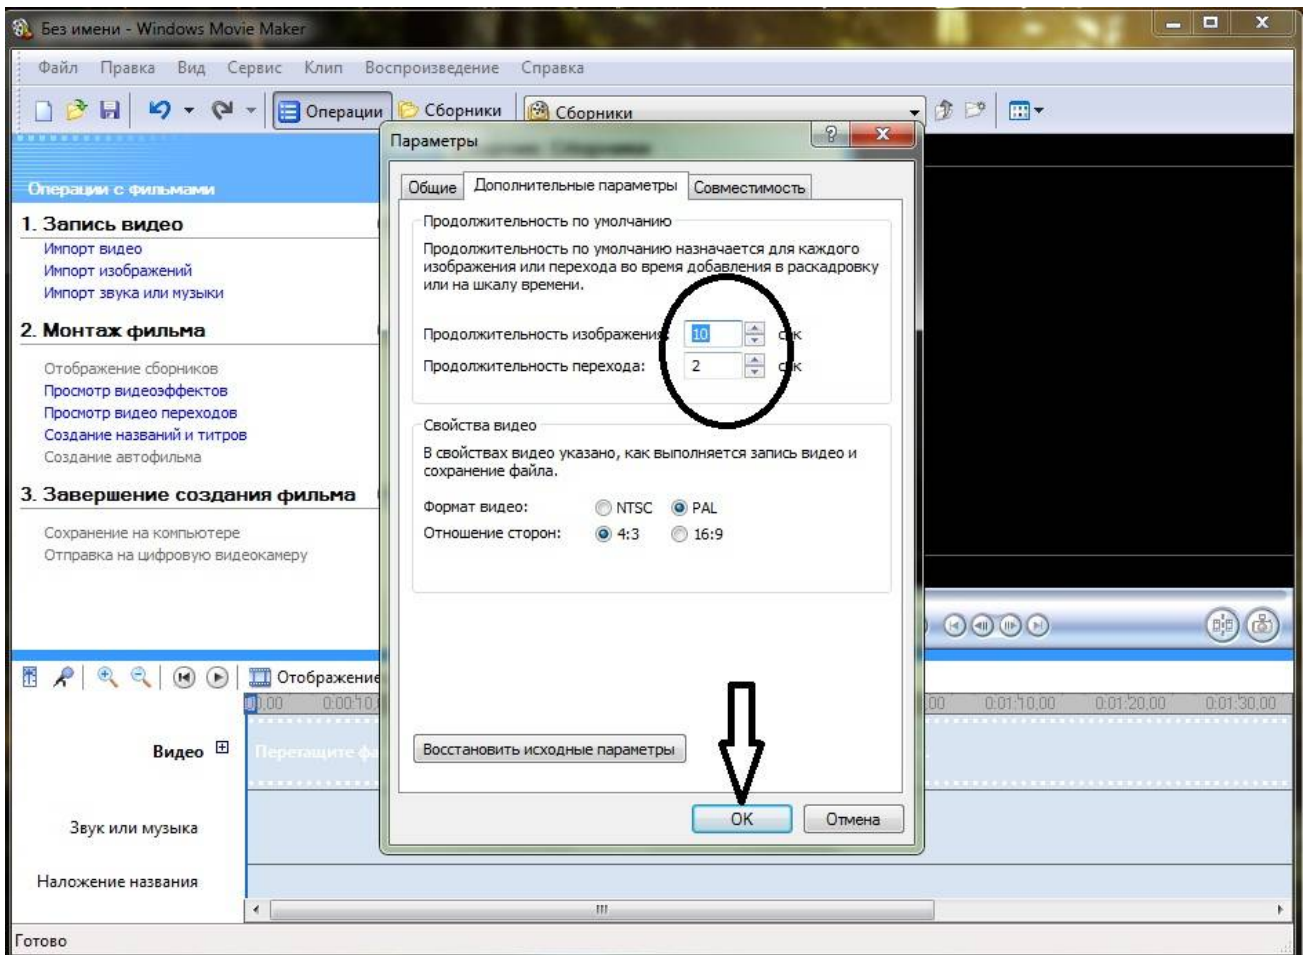 Без имени - Windows Movie Maker
Файл Правка Вид Сервис Клип Воспроизведение Справка
Операции Сборники Сборники
Операции с фильмами
1. Запись видео
Импорт видео
Импорт изображений
Импорт звука или музыки
2. Монтаж фильма
Отображение сборников
Просмотр видеоэффектов
Просмотр видео переходов
Создание названий и титров
Создание автофильма
3. Завершение создания фильма
Сохранение на компьютере
Отправка на цифровую видеокамеру
Параметры
Общие Дополнительные параметры Совместимость
Продолжительность по умолчанию
Продолжительность по умолчанию назначается для каждого
изображения или перехода во время добавления в раскадровку
или на шкалу времени.
Продолжительность изображения: 10 сек
Продолжительность перехода: 2 сек
Свойства видео
В свойствах видео указано, как выполняется запись видео и
сохранение файла.
Формат видео: NTSC PAL
Отношение сторон: 4:3 16:9
Восстановить исходные параметры
OK Отмена
Отображение
0:01:10,00 0:01:20,00 0:01:30,00
Видео Перетащите
Звук или музыка
Наложение названия
Готово